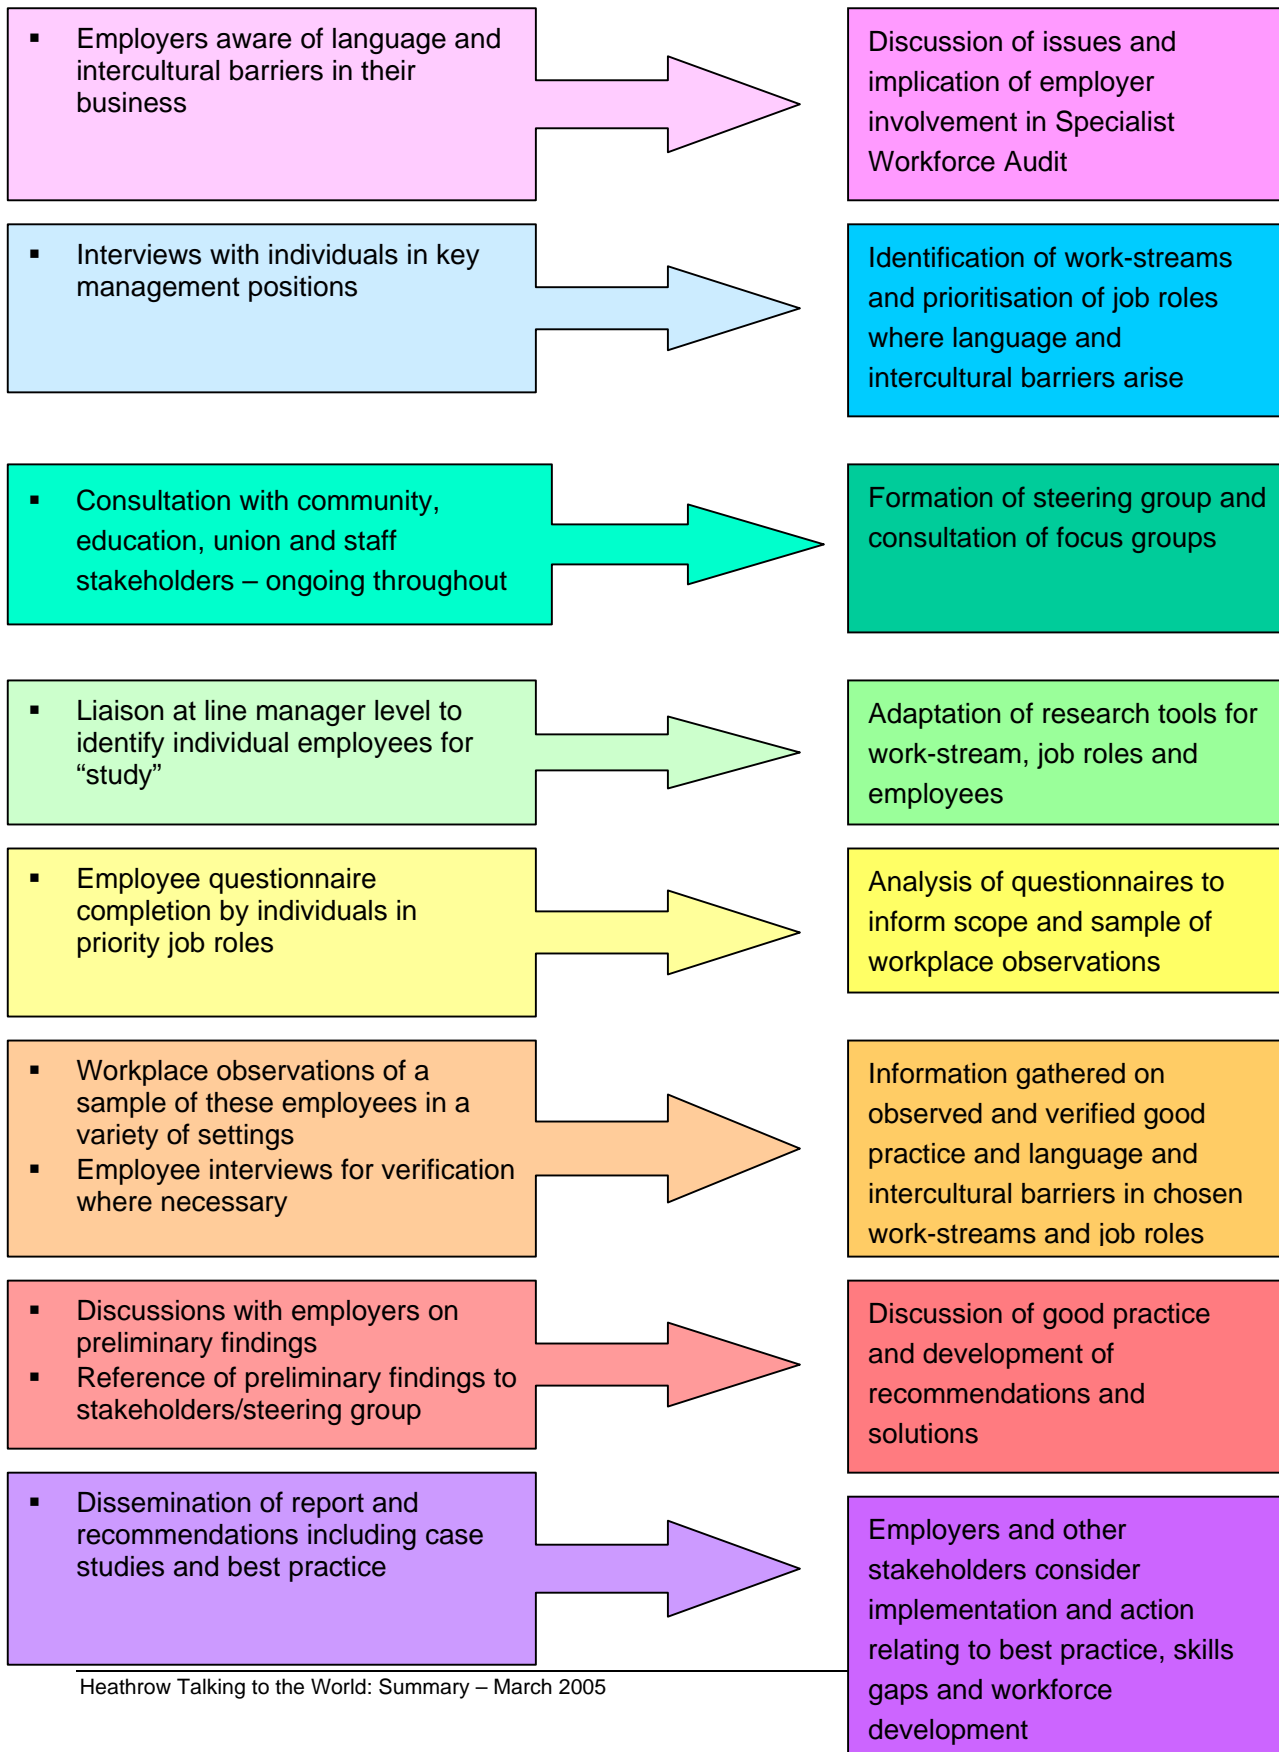 ▪ Employers aware of language and
intercultural barriers in their
business
Discussion of issues and
implication of employer
involvement in Specialist
Workforce Audit
▪ Interviews with individuals in key
management positions
Identification of work-streams
and prioritisation of job roles
where language and
intercultural barriers arise
▪ Consultation with community,
education, union and staff
stakeholders – ongoing throughout
Formation of steering group and
consultation of focus groups
▪ Liaison at line manager level to
identify individual employees for
“study”
Adaptation of research tools for
work-stream, job roles and
employees
▪ Employee questionnaire
completion by individuals in
priority job roles
Analysis of questionnaires to
inform scope and sample of
workplace observations
▪ Workplace observations of a
sample of these employees in a
variety of settings
▪ Employee interviews for verification
where necessary
Information gathered on
observed and verified good
practice and language and
intercultural barriers in chosen
work-streams and job roles
▪ Discussions with employers on
preliminary findings
▪ Reference of preliminary findings to
stakeholders/steering group
Discussion of good practice
and development of
recommendations and
solutions
▪ Dissemination of report and
recommendations including case
studies and best practice
Employers and other
stakeholders consider
implementation and action
relating to best practice, skills
gaps and workforce
development
Heathrow Talking to the World: Summary – March 2005